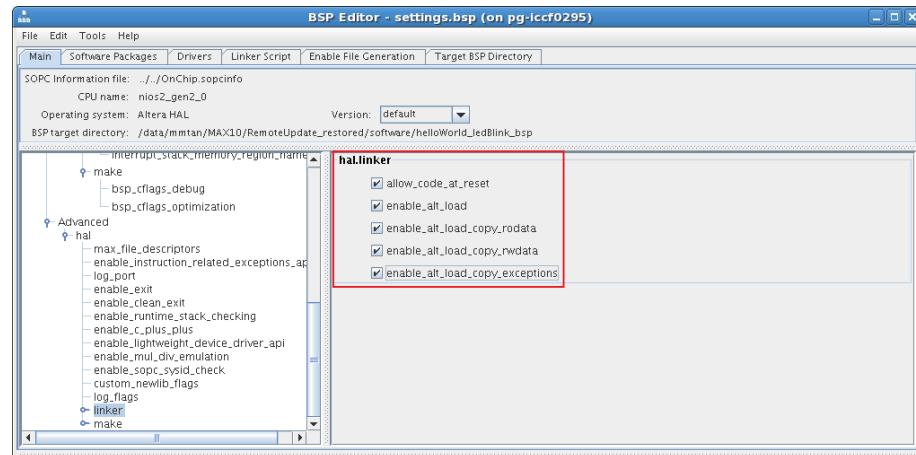 BSP Editor - settings.bsp (on pg-iccf0295)
File Edit Tools Help
Main Software Packages Drivers Linker Script Enable File Generation Target BSP Directory
SOPC Information file: ../../OnChip.sopcinfo
CPU name: nios2_gen2_0
Operating system: Altera HAL Version: default
BSP target directory: /data/mmtan/MAX10/RemoteUpdate_restored/software/helloWorld_ledBlink_bsp
interrupt_stack_memory_region_name
make
bsp_cflags_debug
bsp_cflags_optimization
Advanced
hal
max_file_descriptors
enable_instruction_related_exceptions_ap
log_port
enable_exit
enable_clean_exit
enable_runtime_stack_checking
enable_c_plus_plus
enable_lightweight_device_driver_api
enable_mul_div_emulation
enable_sopc_sysid_check
custom_newlib_flags
log_flags
linker
make
hal.linker
allow_code_at_reset
enable_alt_load
enable_alt_load_copy_rodata
enable_alt_load_copy_rwdata
enable_alt_load_copy_exceptions